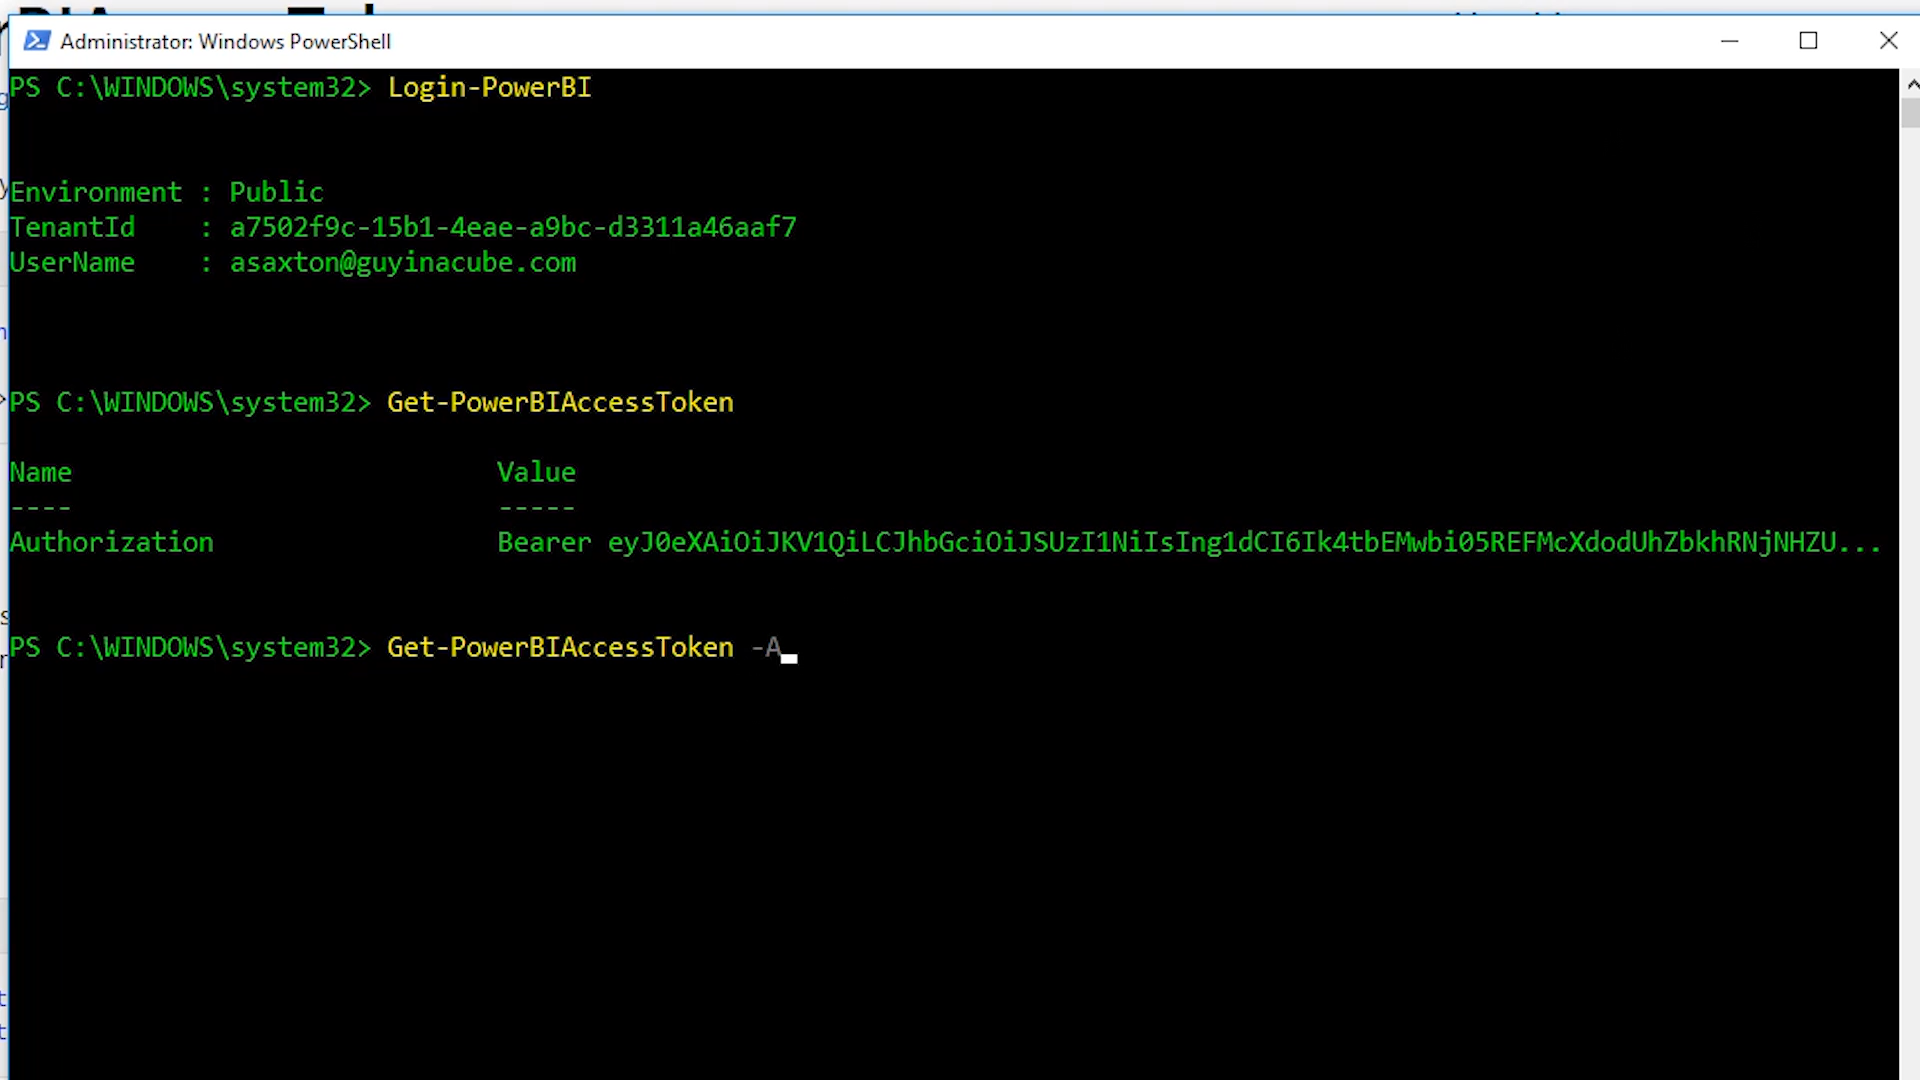 Administrator: Windows PowerShell
PS C:\WINDOWS\system32> Login-PowerBI
Environment : Public
TenantId : a7502f9c-15b1-4eae-a9bc-d3311a46aaf7
UserName : asaxton@guyinacube.com
PS C:\WINDOWS\system32> Get-PowerBIAccessToken
Name Value
---- -----
Authorization Bearer eyJ0eXAiOiJKV1QiLCJhbGciOiJSUzI1NiIsIng1dCI6Ik4tbEMwbi05REFMcXdodUhZbkhRNjNHZU...
PS C:\WINDOWS\system32> Get-PowerBIAccessToken -A